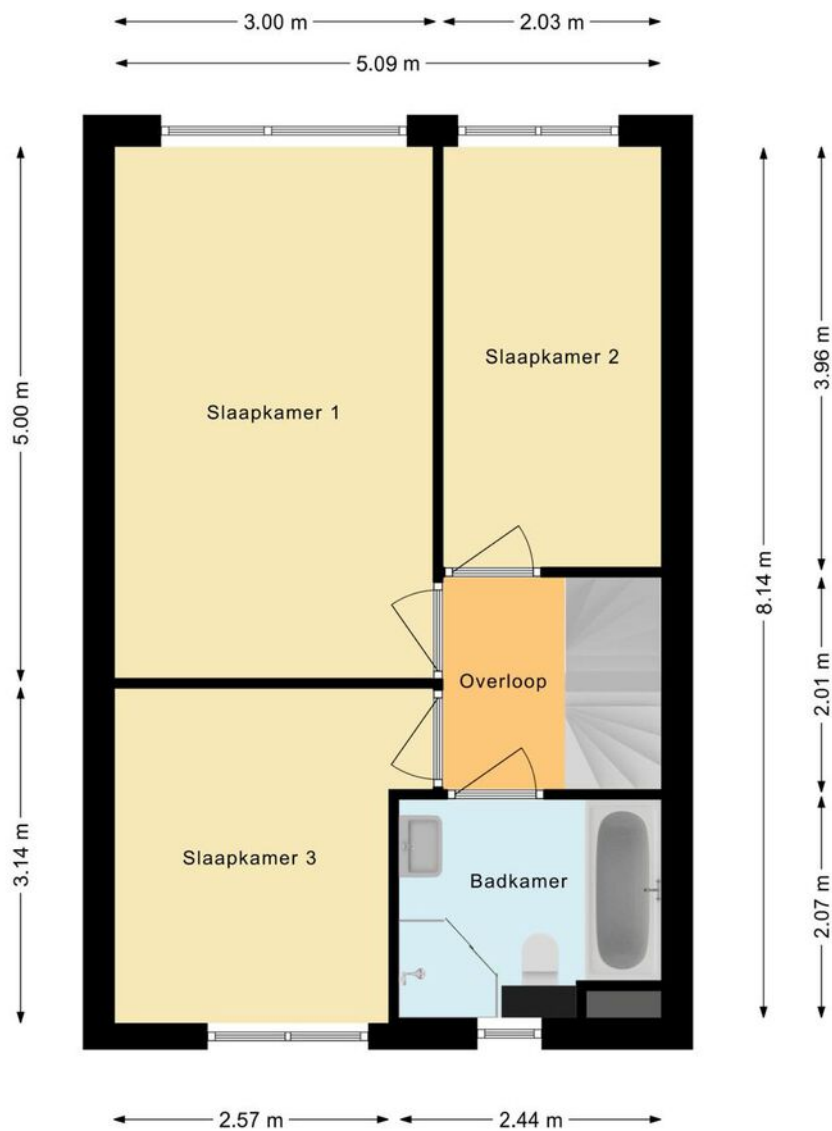 3.00 m
2.03 m
5.09 m
5.00 m
3.14 m
Slaapkamer 1
Slaapkamer 2
Overloop
Slaapkamer 3
Badkamer
8.14 m
3.96 m
2.01 m
2.07 m
2.57 m
2.44 m